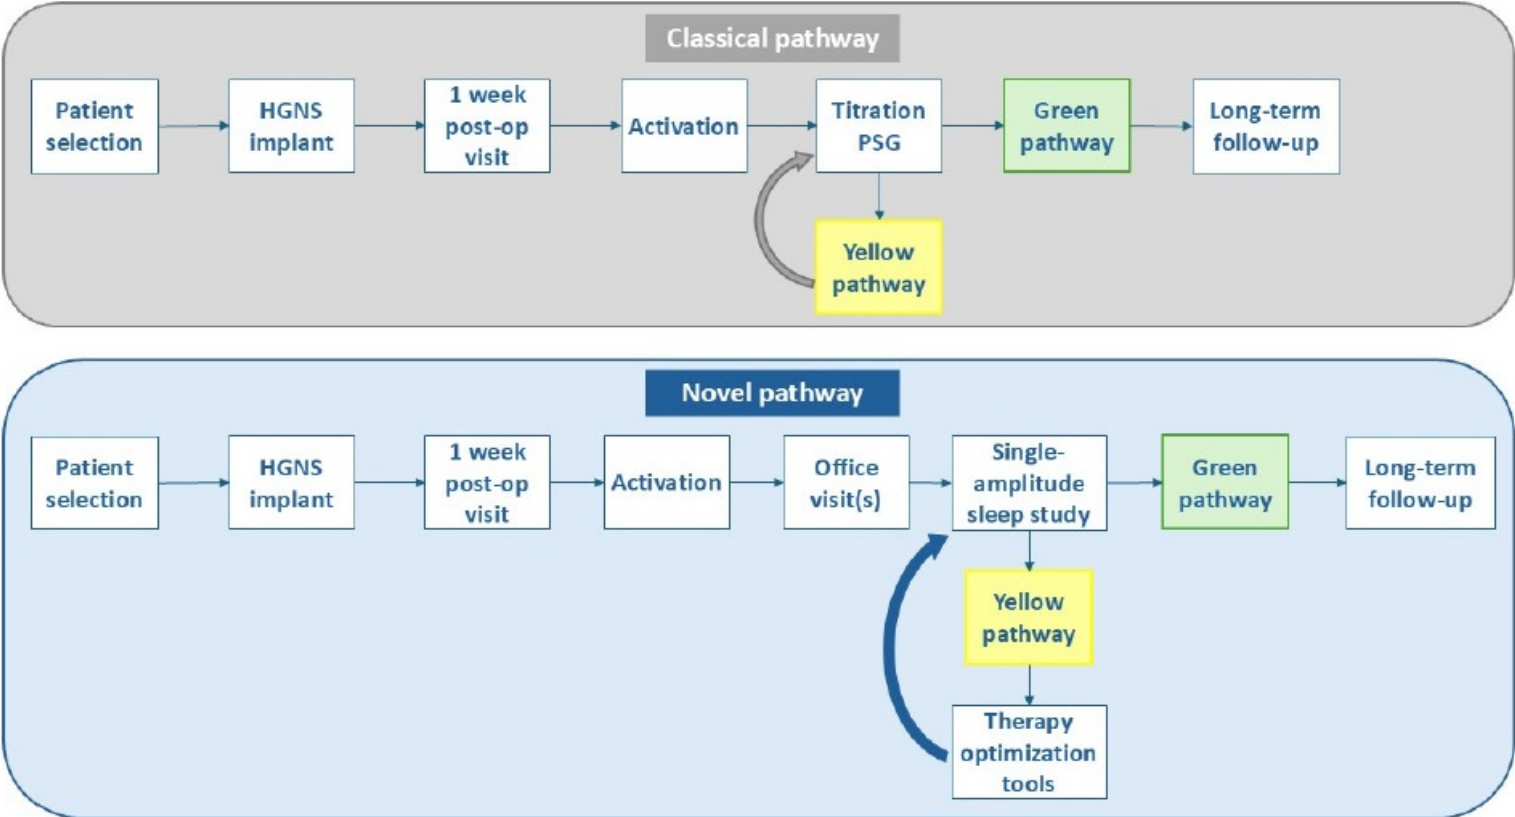 Classical pathway
Patient
selection
HGNS
implant
1 week
post-op
visit
Activation
Titration
PSG
Green
pathway
Long-term
follow-up
Yellow
pathway
Novel pathway
Patient
selection
HGNS
implant
1 week
post-op
visit
Activation
Office
visit(s)
Single-
amplitude
sleep study
Green
pathway
Long-term
follow-up
Yellow
pathway
Therapy
optimization
tools